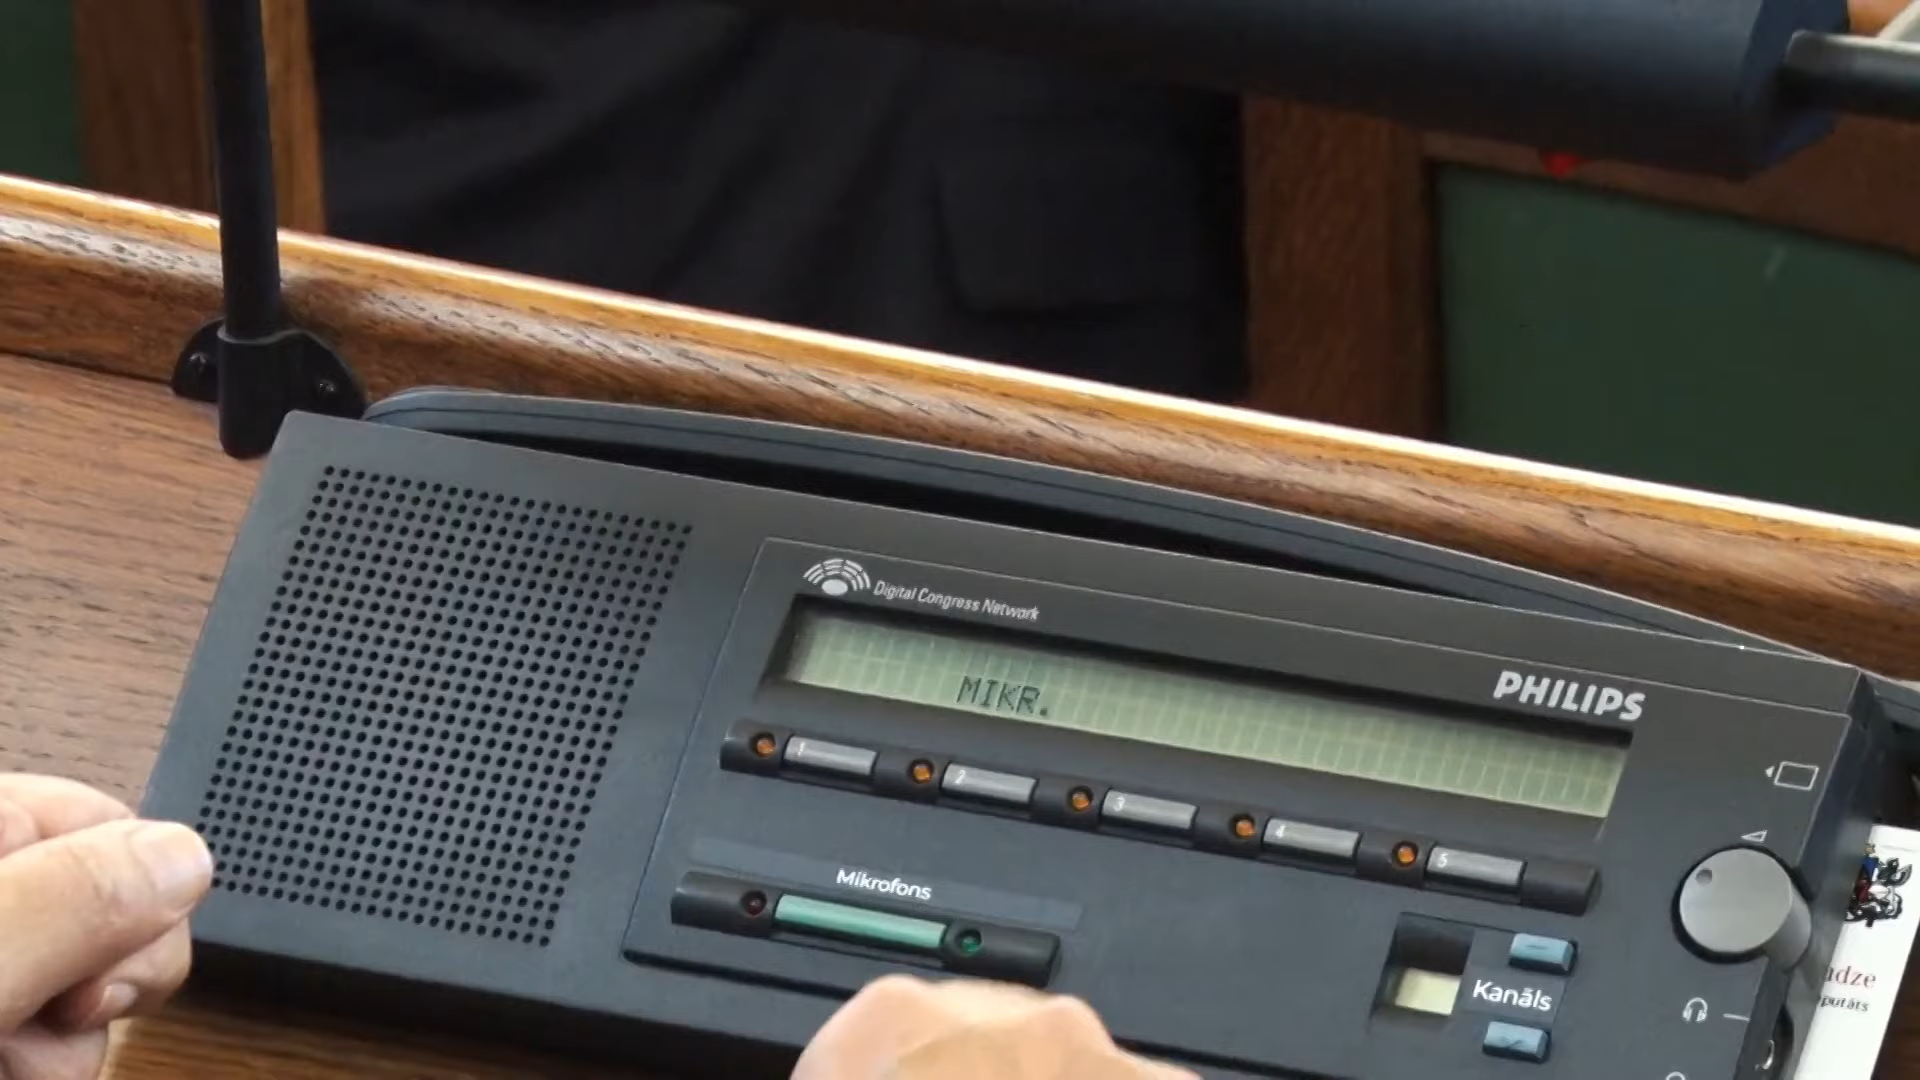 Digital Congress Network
PHILIPS
MIKR.
1
2
3
4
5
Mikrofons
Kanāls